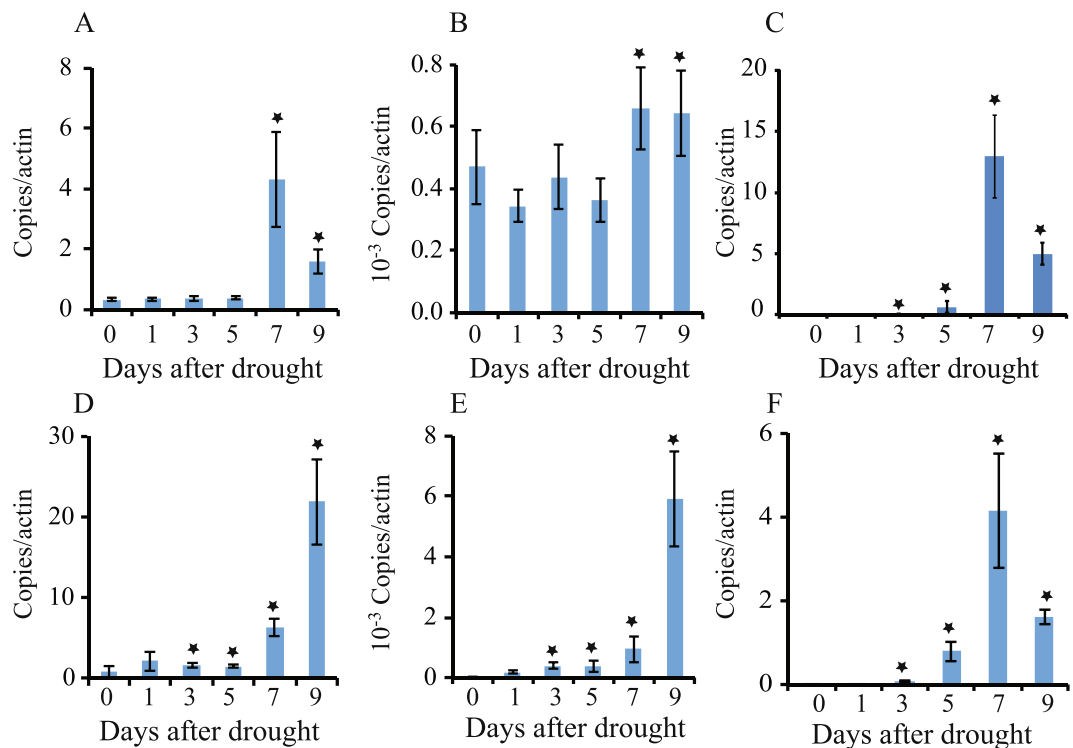 A
8
6
4
2
0
Copies/actin
0 1 3 5 7 9
Days after drought
B
0.8
0.6
0.4
0.2
0.0
10⁻³ Copies/actin
0 1 3 5 7 9
Days after drought
C
20
15
10
5
0
Copies/actin
0 1 3 5 7 9
Days after drought
D
30
20
10
0
Copies/actin
0 1 3 5 7 9
Days after drought
E
8
6
4
2
0
10⁻³ Copies/actin
0 1 3 5 7 9
Days after drought
F
6
4
2
0
Copies/actin
0 1 3 5 7 9
Days after drought